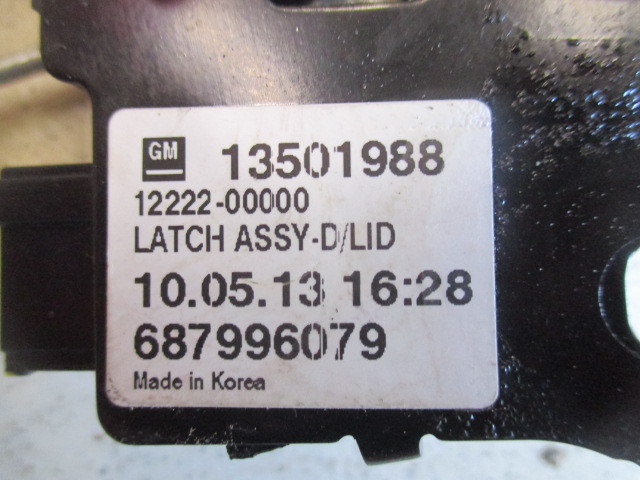 GM 13501988
12222-00000
LATCH ASSY-D/LID
10.05.13 16:28
687996079
Made in Korea